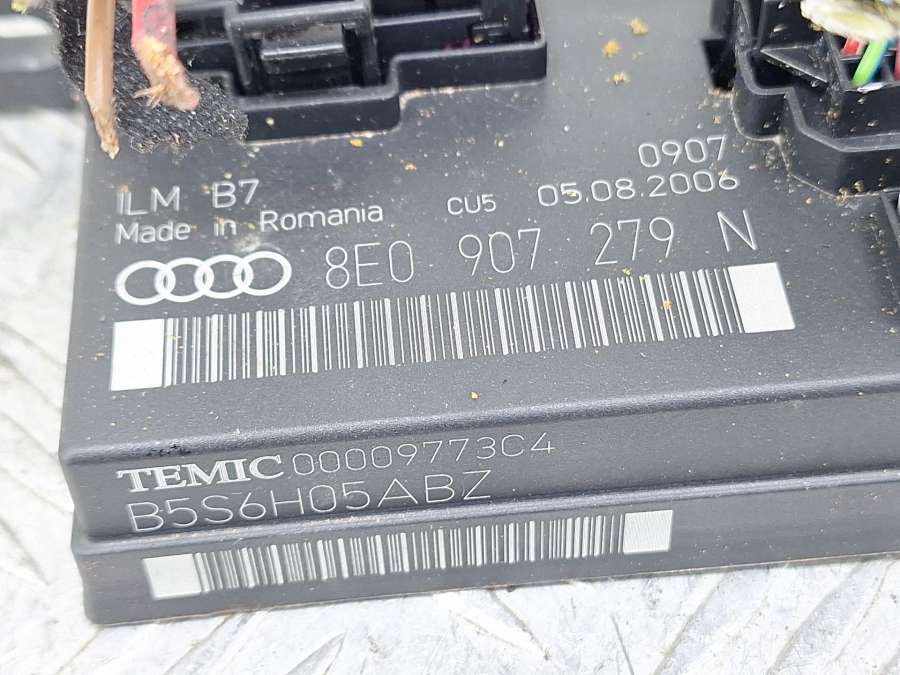 0907
ILM B7 CU5 05.08.2006
Made in Romania
8E0 907 279 N
TEMIC 00009773C4
B5S6H05ABZ